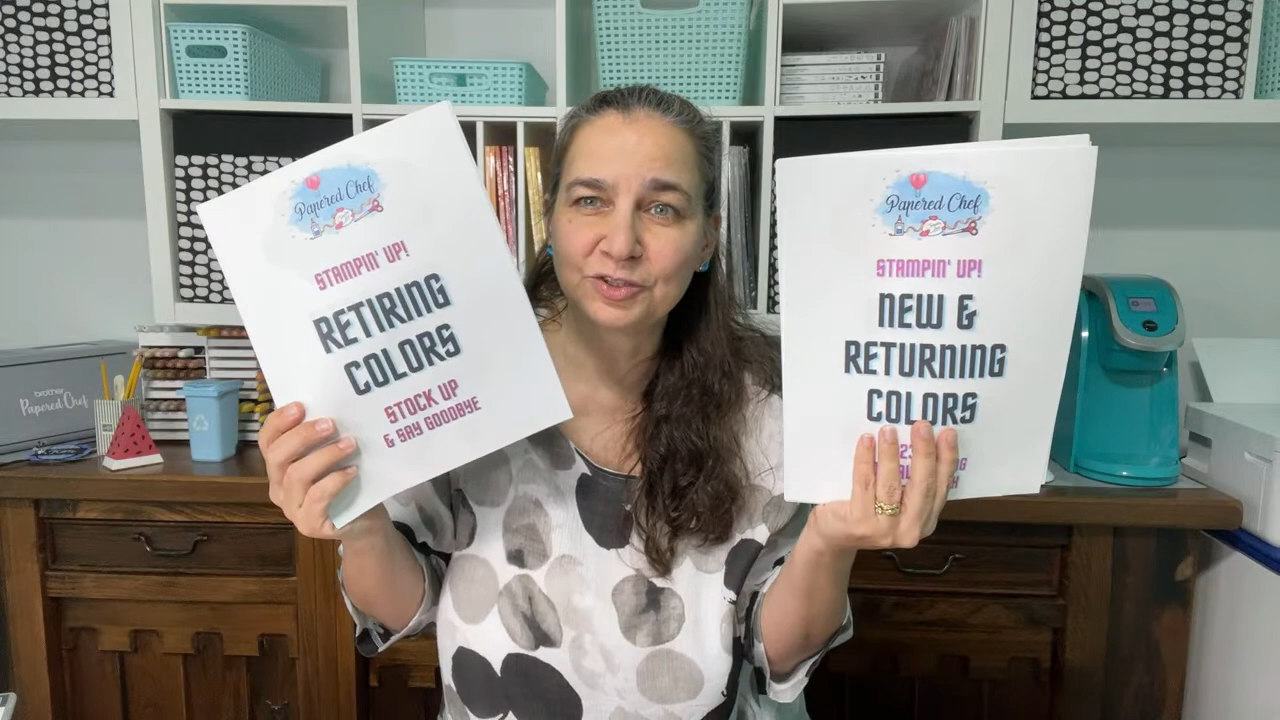 Papered Chef
STAMPIN' UP!
RETIRING
COLORS
STOCK UP
& SAY GOODBYE
Papered Chef
STAMPIN' UP!
NEW &
RETURNING
COLORS
brother
Papered Chef